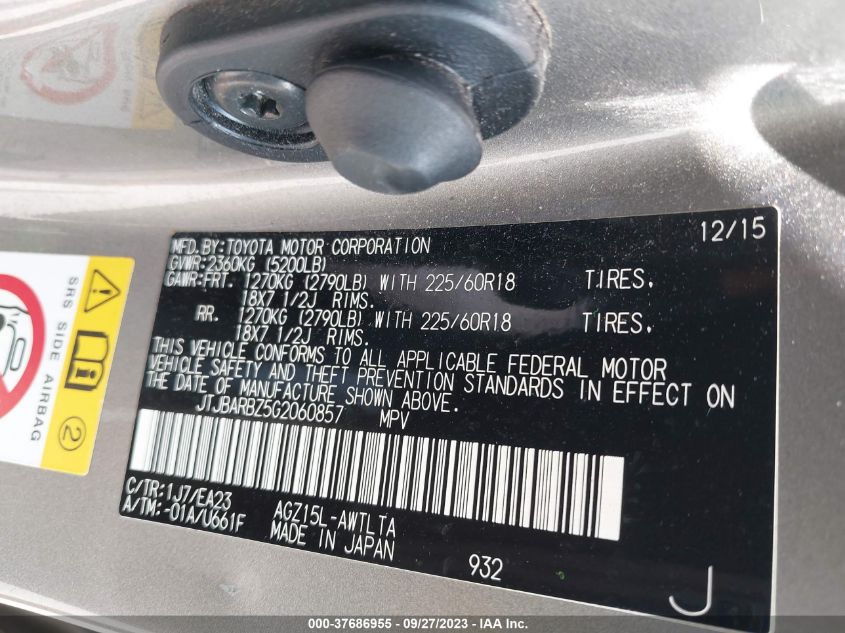 12/15
MFD.BY:TOYOTA MOTOR CORPORATION
GVWR:2360KG (5200LB)
GAWR-FRT. 1270KG (2790LB) WITH 225/60R18 TIRES.
18X7 1/2J RIMS.
RR. 1270KG (2790LB) WITH 225/60R18 TIRES.
18X7 1/2J RIMS.
THIS VEHICLE CONFORMS TO ALL APPLICABLE FEDERAL MOTOR
VEHICLE SAFETY AND THEFT PREVENTION STANDARDS IN EFFECT ON
THE DATE OF MANUFACTURE SHOWN ABOVE.
JTJBARBZ5G2060857 MPV
C/TR:1J7/EA23
A/TM:-01A/U661F
AGZ15L-AWTLTA
MADE IN JAPAN
932
J
SRS SIDE AIRBAG
2
000-37686955 - 09/27/2023 - IAA Inc.